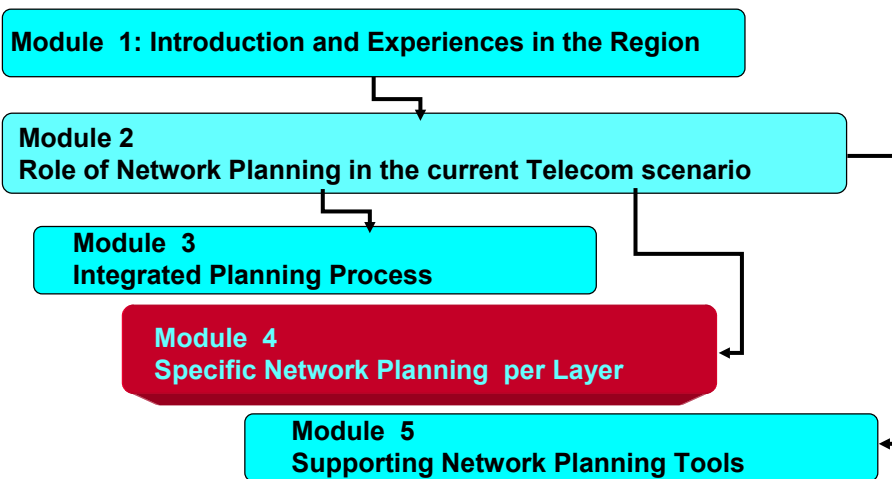 Module 1: Introduction and Experiences in the Region
Module 2
Role of Network Planning in the current Telecom scenario
Module 3
Integrated Planning Process
Module 4
Specific Network Planning per Layer
Module 5
Supporting Network Planning Tools